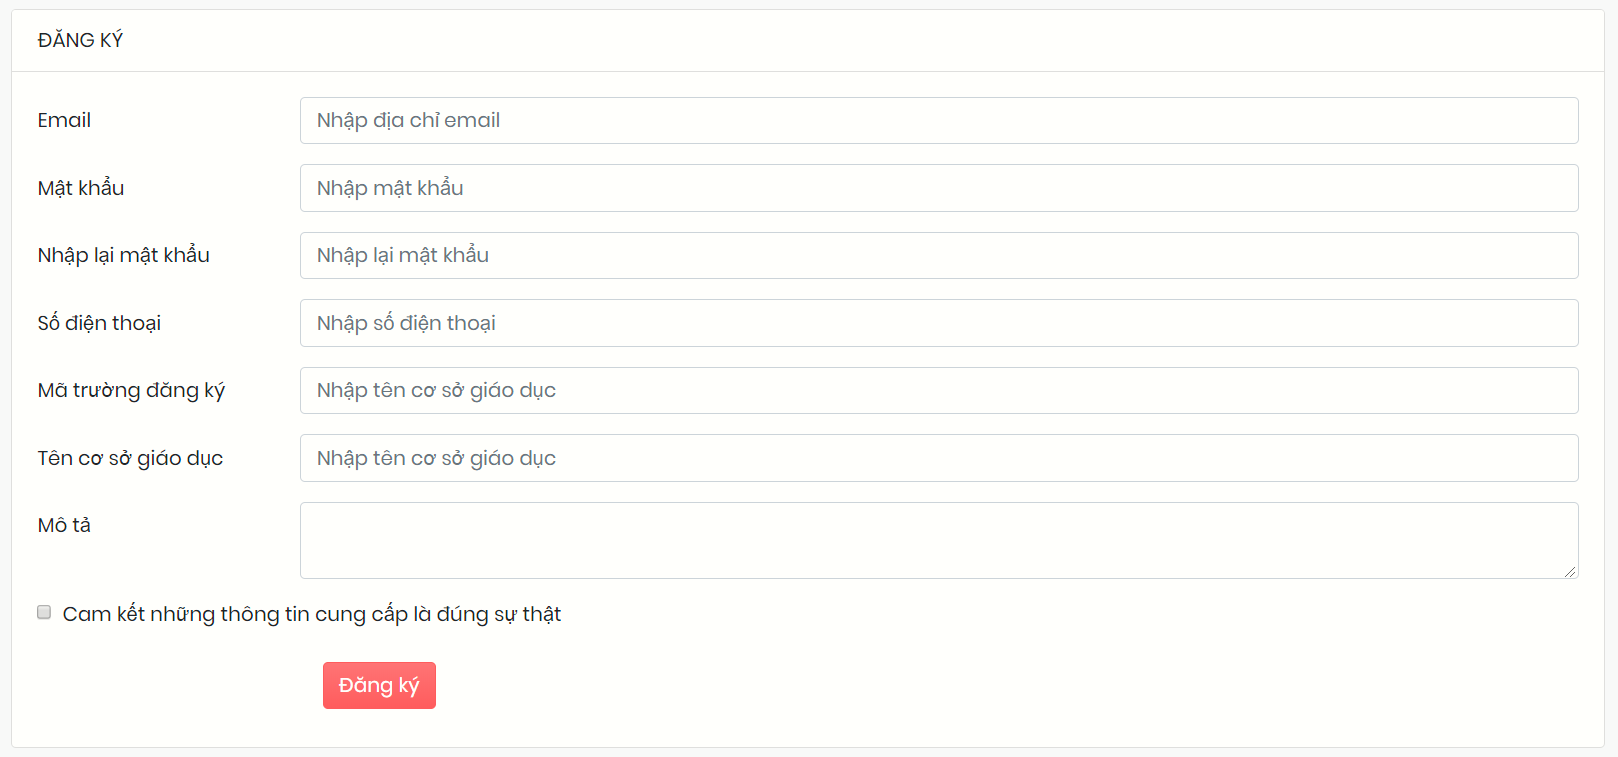 ĐĂNG KÝ
Email Nhập địa chỉ email
Mật khẩu Nhập mật khẩu
Nhập lại mật khẩu Nhập lại mật khẩu
Số điện thoại Nhập số điện thoại
Mã trường đăng ký Nhập tên cơ sở giáo dục
Tên cơ sở giáo dục Nhập tên cơ sở giáo dục
Mô tả
Cam kết những thông tin cung cấp là đúng sự thật
Đăng ký